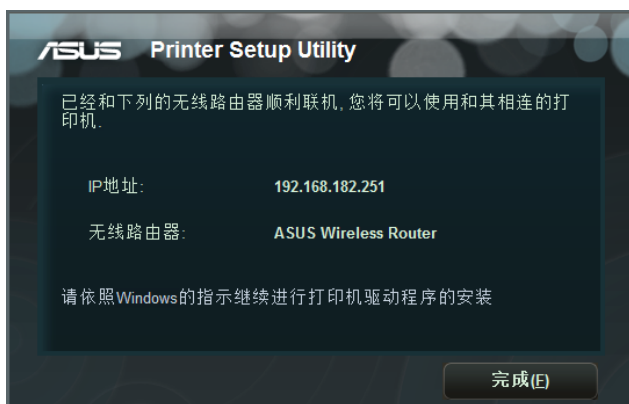 ASUS Printer Setup Utility
已经和下列的无线路由器顺利联机,您将可以使用和其相连的打
印机.
IP地址: 192.168.182.251
无线路由器: ASUS Wireless Router
请依照Windows的指示继续进行打印机驱动程序的安装
完成(F)